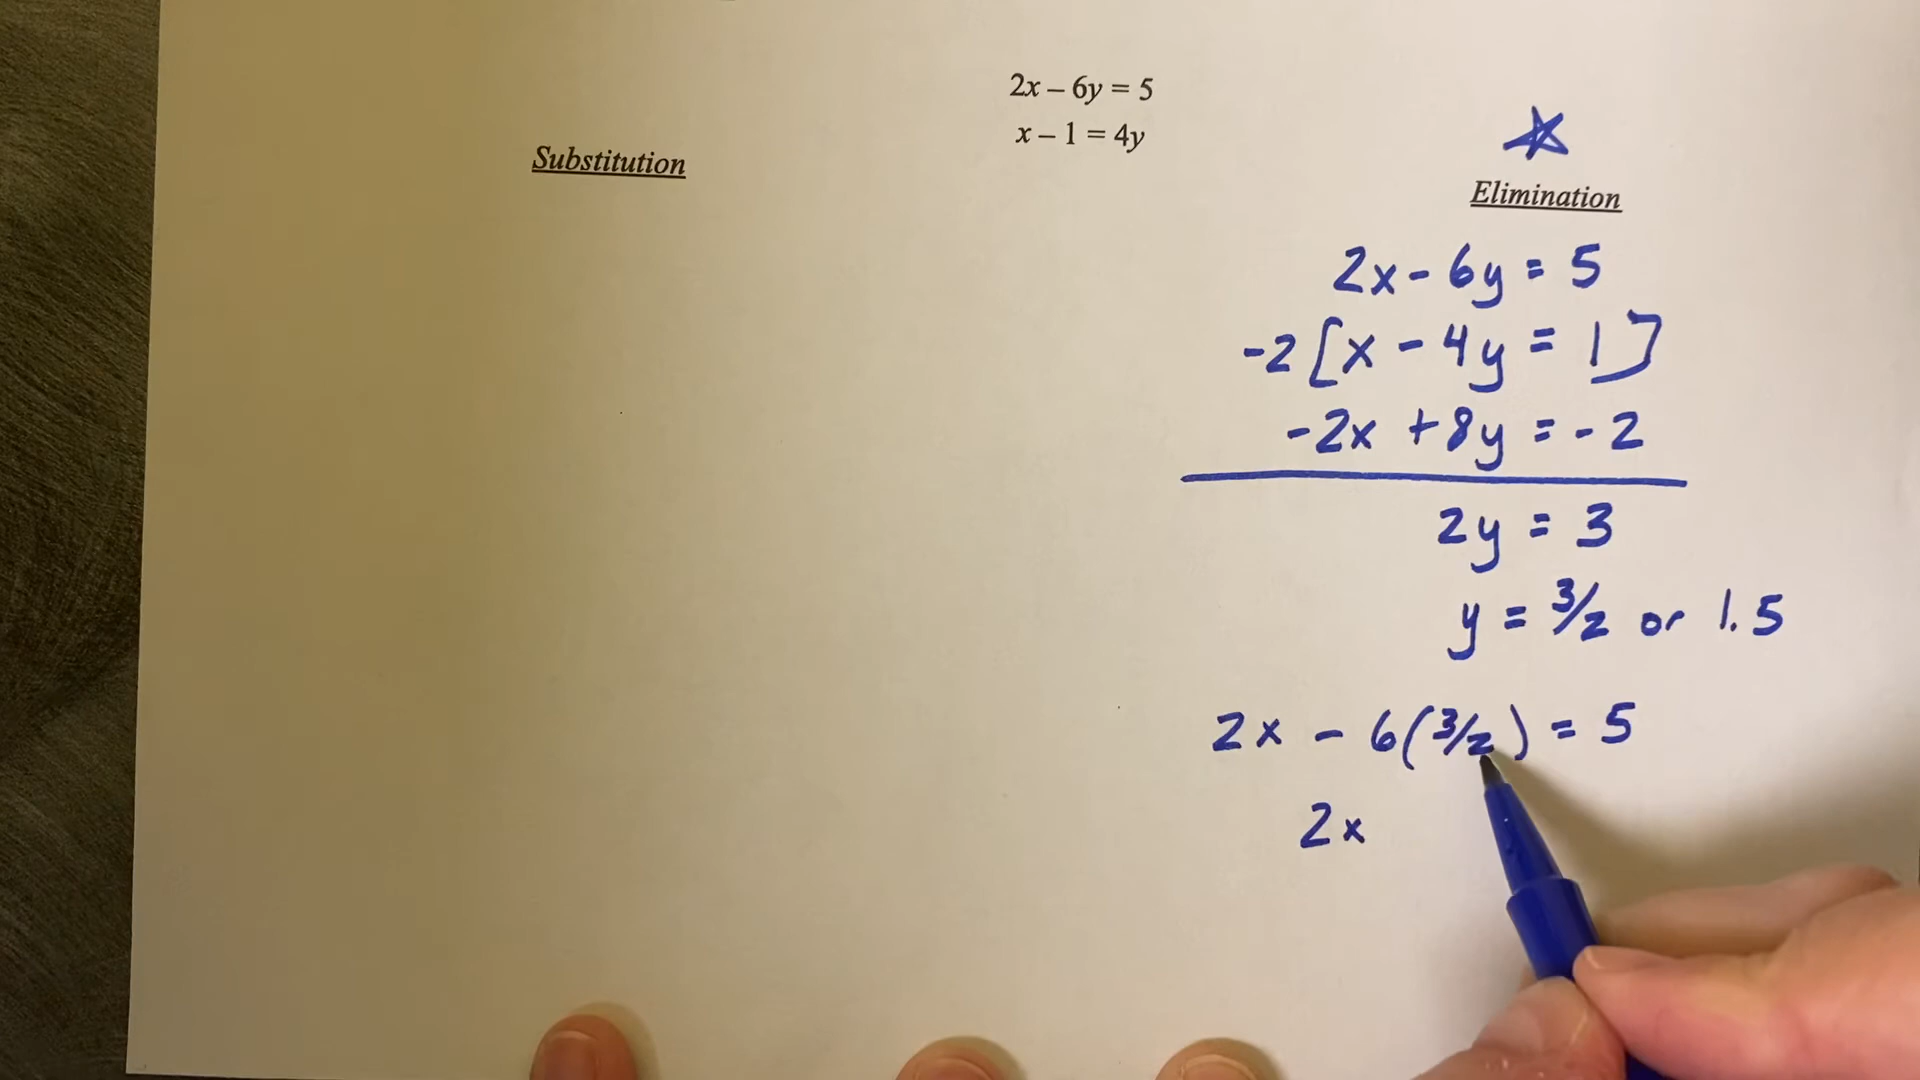 2x – 6y = 5
x – 1 = 4y
Substitution
Elimination
2x - 6y = 5
-2[x - 4y = 1]
-2x + 8y = -2
2y = 3
y = 3/2 or 1.5
2x - 6(3/2) = 5
2x